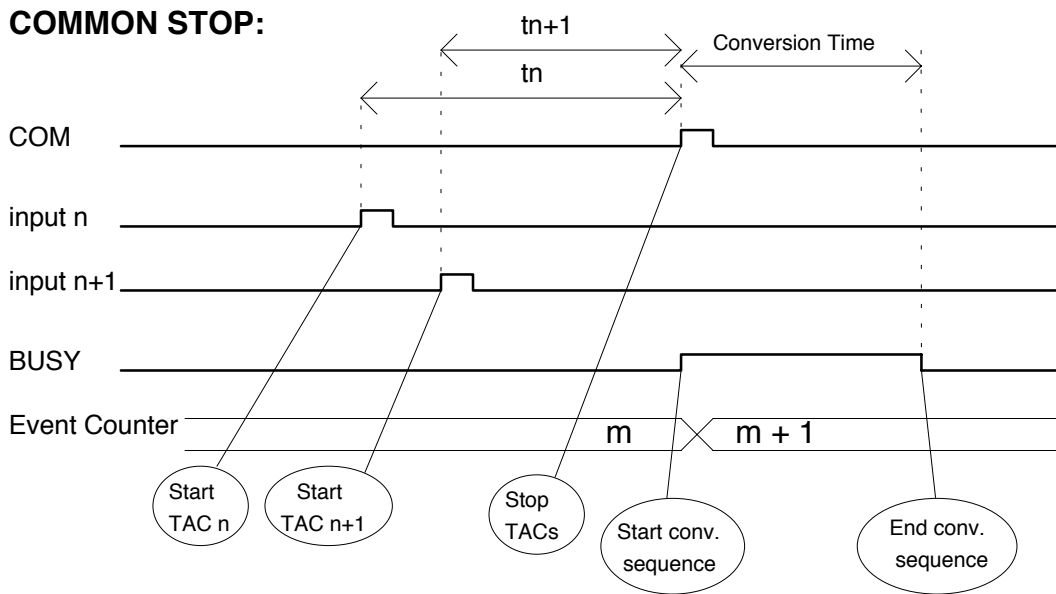 COMMON STOP:
tn+1
Conversion Time
tn
COM
input n
input n+1
BUSY
Event Counter
m
m + 1
Start
TAC n
Start
TAC n+1
Stop
TACs
Start conv.
sequence
End conv.
sequence